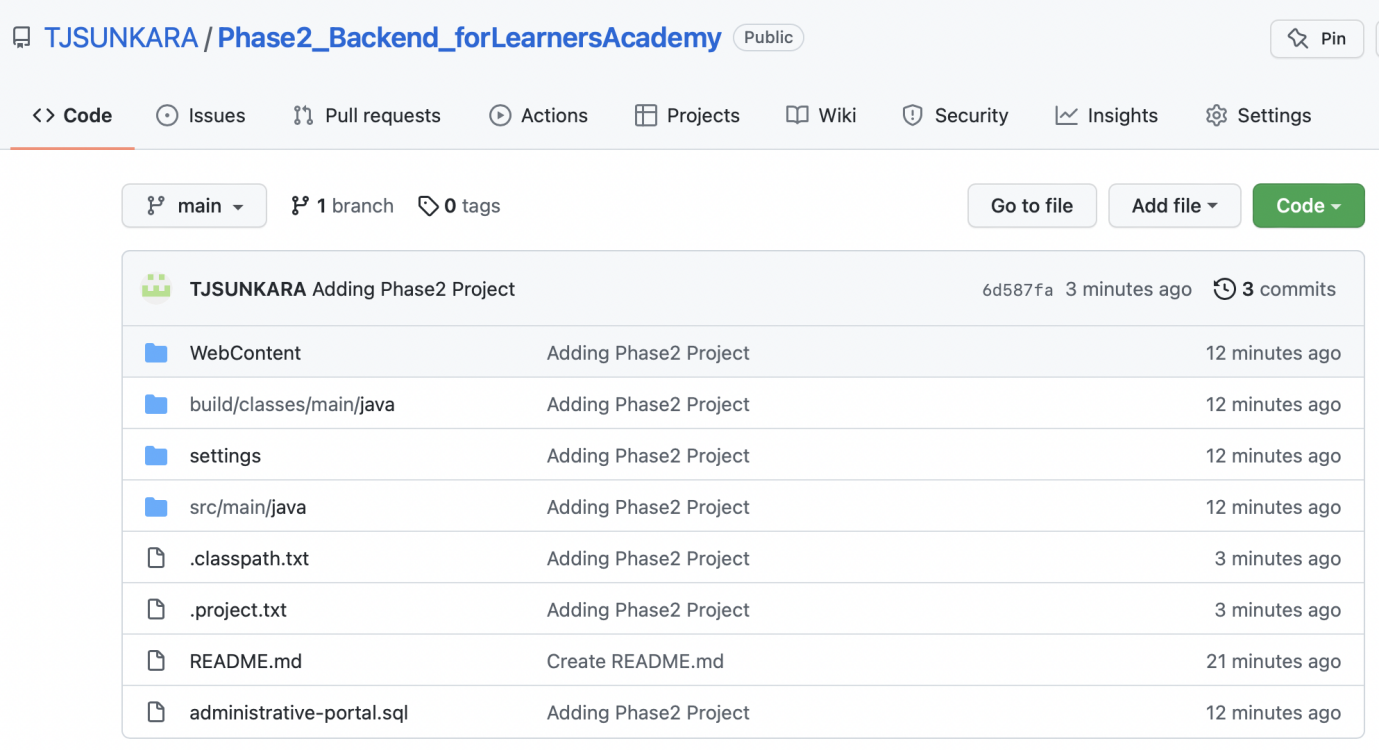 TJSUNKARA / Phase2_Backend_forLearnersAcademy Public Pin
Code Issues Pull requests Actions Projects Wiki Security Insights Settings
main 1 branch 0 tags Go to file Add file Code
TJSUNKARA Adding Phase2 Project 6d587fa 3 minutes ago 3 commits
WebContent Adding Phase2 Project 12 minutes ago
build/classes/main/java Adding Phase2 Project 12 minutes ago
settings Adding Phase2 Project 12 minutes ago
src/main/java Adding Phase2 Project 12 minutes ago
.classpath.txt Adding Phase2 Project 3 minutes ago
.project.txt Adding Phase2 Project 3 minutes ago
README.md Create README.md 21 minutes ago
administrative-portal.sql Adding Phase2 Project 12 minutes ago